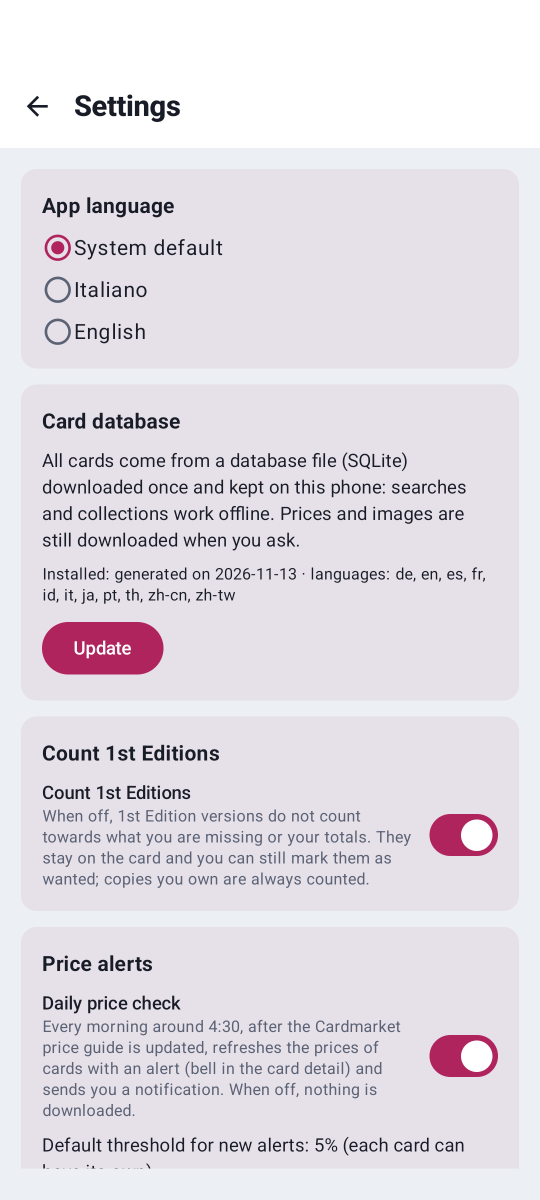 Settings
App language
System default
Italiano
English
Card database
All cards come from a database file (SQLite)
downloaded once and kept on this phone: searches
and collections work offline. Prices and images are
still downloaded when you ask.
Installed: generated on 2026-11-13 · languages: de, en, es, fr,
id, it, ja, pt, th, zh-cn, zh-tw
Update
Count 1st Editions
Count 1st Editions
When off, 1st Edition versions do not count
towards what you are missing or your totals. They
stay on the card and you can still mark them as
wanted; copies you own are always counted.
Price alerts
Daily price check
Every morning around 4:30, after the Cardmarket
price guide is updated, refreshes the prices of
cards with an alert (bell in the card detail) and
sends you a notification. When off, nothing is
downloaded.
Default threshold for new alerts: 5% (each card can
have its own)